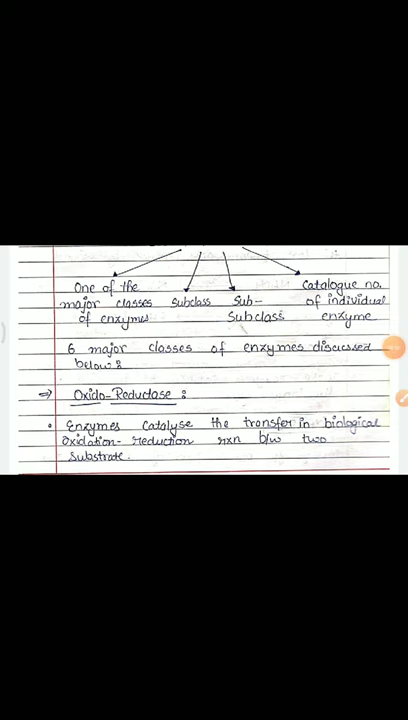 One of the
major classes
of enzymes
Subclass
Sub-
Subclass
Catalogue no.
of individual
enzyme
6 major classes of enzymes discussed
below:
⇒ Oxido-Reductase :
• Enzymes Catalyse the transfer in biological
oxidation- reduction rxn b/w two
substrate.